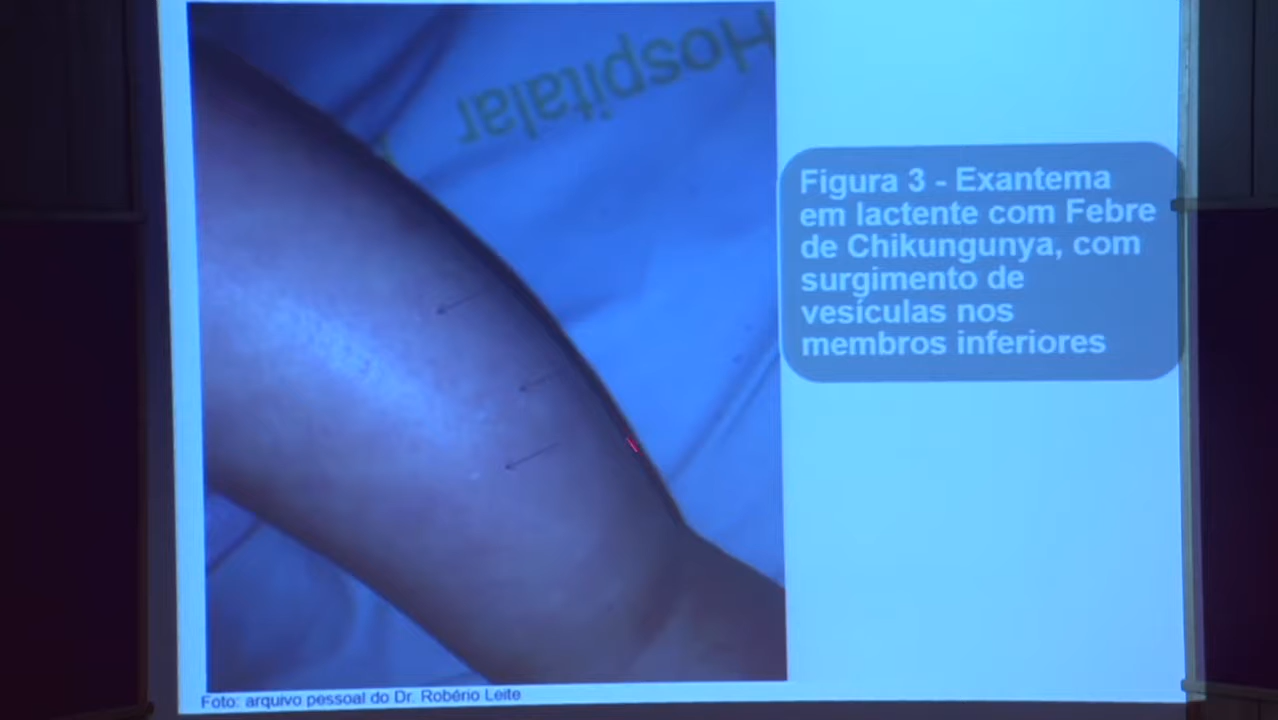 Hospitalar
Figura 3 - Exantema
em lactente com Febre
de Chikungunya, com
surgimento de
vesículas nos
membros inferiores
Foto: arquivo pessoal do Dr. Robério Leite